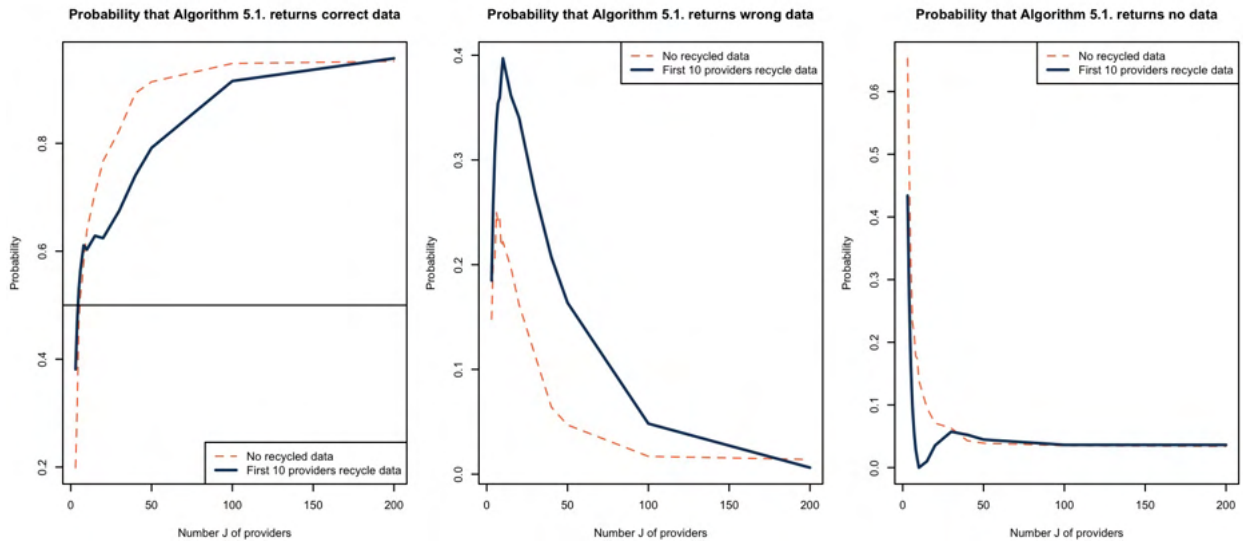 Probability that Algorithm 5.1. returns correct data
Probability
0.8
0.6
0.4
0.2
No recycled data
First 10 providers recycle data
0
50
100
150
200
Number J of providers
Probability that Algorithm 5.1. returns wrong data
Probability
0.4
0.3
0.2
0.1
0.0
No recycled data
First 10 providers recycle data
0
50
100
150
200
Number J of providers
Probability that Algorithm 5.1. returns no data
Probability
0.6
0.5
0.4
0.3
0.2
0.1
0.0
No recycled data
First 10 providers recycle data
0
50
100
150
200
Number J of providers